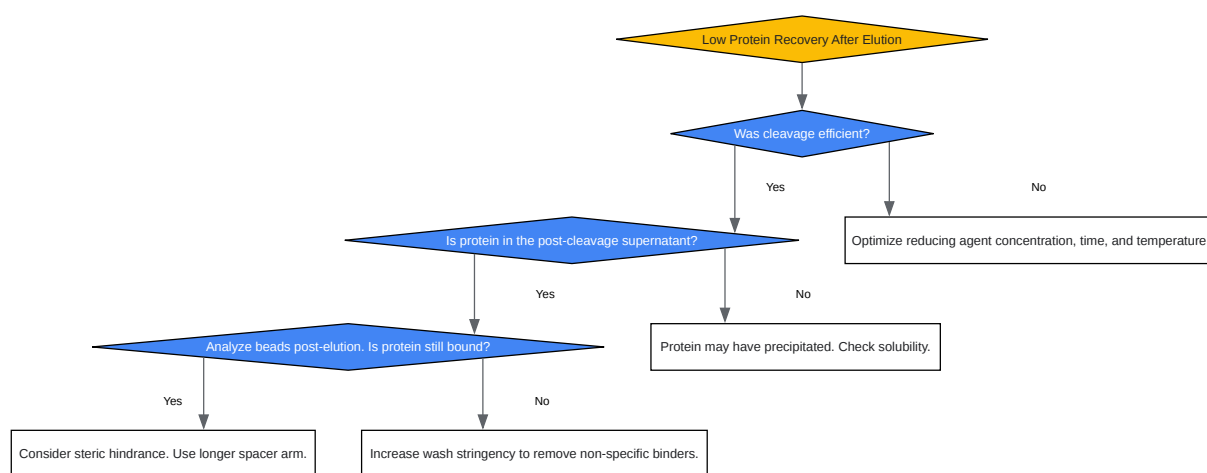 Low Protein Recovery After Elution
Was cleavage efficient?
Yes
No
Is protein in the post-cleavage supernatant?
Optimize reducing agent concentration, time, and temperature
Yes
No
Analyze beads post-elution. Is protein still bound?
Protein may have precipitated. Check solubility.
Yes
No
Consider steric hindrance. Use longer spacer arm.
Increase wash stringency to remove non-specific binders.